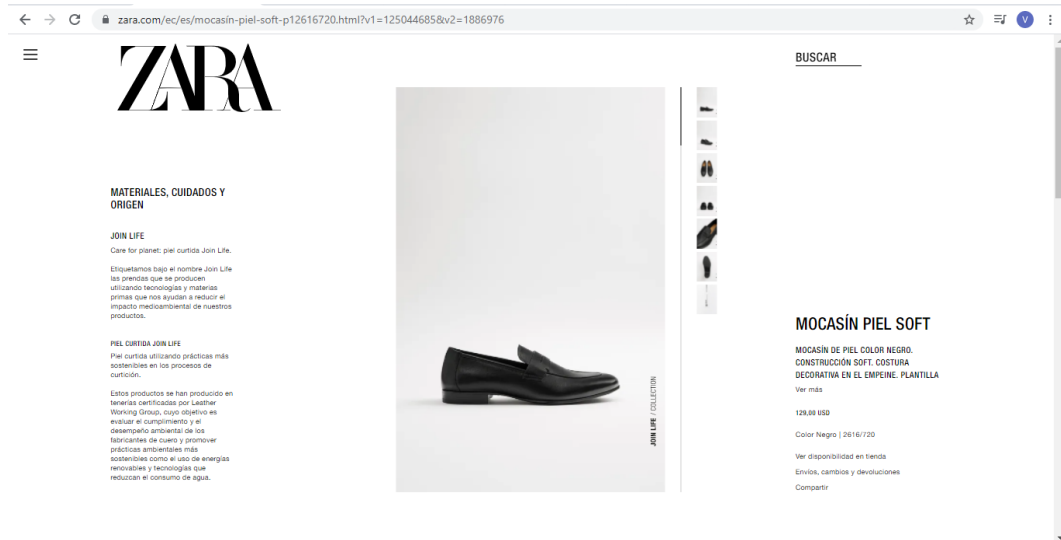 zara.com/ec/es/mocasín-piel-soft-p12616720.html?v1=125044685&v2=1886976
V
ZARA
BUSCAR
MATERIALES, CUIDADOS Y
ORIGEN
JOIN LIFE
Care for planet: piel curtida Join Life.
Etiquetamos bajo el nombre Join Life
las prendas que se producen
utilizando tecnologías y materias
primas que nos ayudan a reducir el
impacto medioambiental de nuestros
productos.
PIEL CURTIDA JOIN LIFE
Piel curtida utilizando prácticas más
sostenibles en los procesos de
curtición.
Estos productos se han producido en
tenerías certificadas por Leather
Working Group, cuyo objetivo es
evaluar el cumplimiento y el
desempeño ambiental de los
fabricantes de cuero y promover
prácticas ambientales más
sostenibles como el uso de energías
renovables y tecnologías que
reduzcan el consumo de agua.
JOIN LIFE / COLLECTION
MOCASÍN PIEL SOFT
MOCASÍN DE PIEL COLOR NEGRO.
CONSTRUCCIÓN SOFT. COSTURA
DECORATIVA EN EL EMPEINE. PLANTILLA
Ver más
129,00 USD
Color Negro | 2616/720
Ver disponibilidad en tienda
Envíos, cambios y devoluciones
Compartir